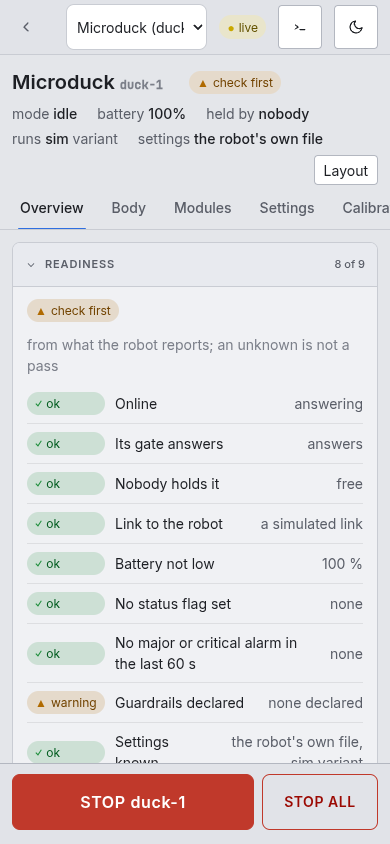 Microduck (duck
live
Microduck duck-1
▲ check first
mode idle battery 100% held by nobody
runs sim variant settings the robot's own file
Layout
Overview Body Modules Settings Calibra
READINESS 8 of 9
▲ check first
from what the robot reports; an unknown is not a
pass
✓ ok Online answering
✓ ok Its gate answers answers
✓ ok Nobody holds it free
✓ ok Link to the robot a simulated link
✓ ok Battery not low 100 %
✓ ok No status flag set none
✓ ok No major or critical alarm in none
the last 60 s
▲ warning Guardrails declared none declared
✓ ok Settings the robot's own file,
known sim variant
STOP duck-1 STOP ALL